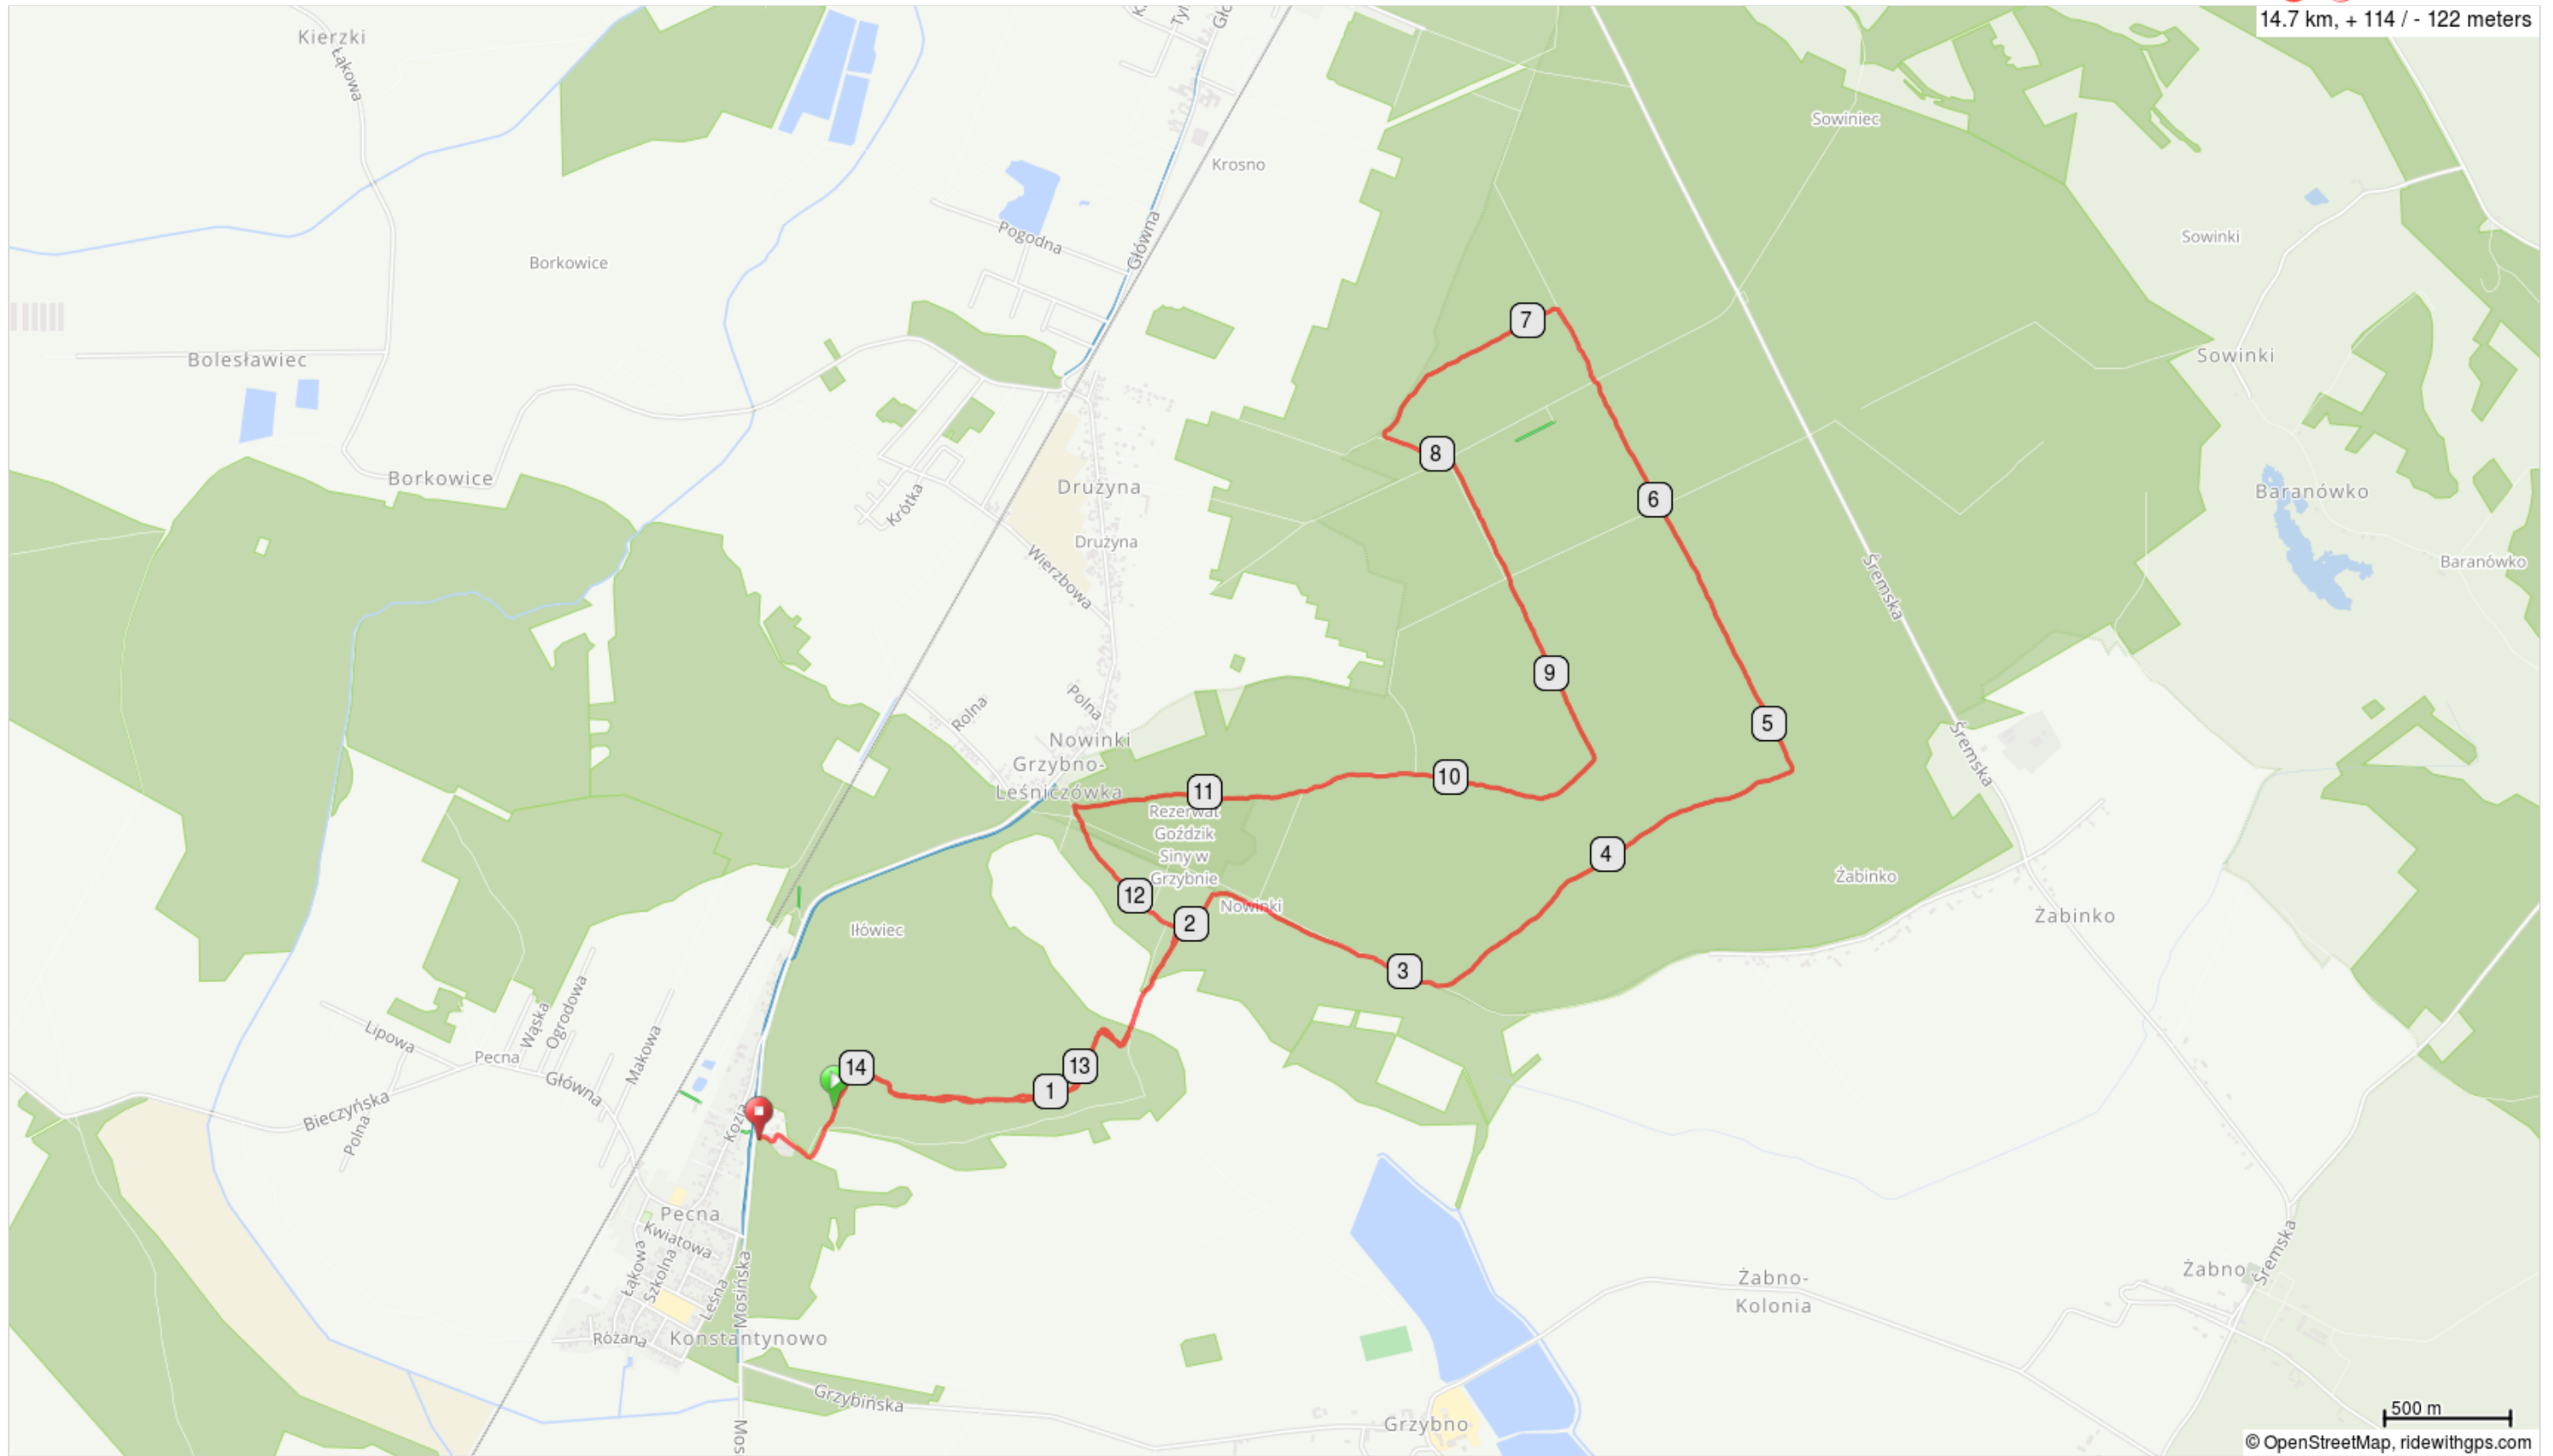 14.7 km, + 114 / - 122 meters
Kierzki
Łąkowa
Głó
Krosno
Sowiniec
Sowinki
Borkowice
Pogodna
Główna
7
Bolesławiec
Sowinki
8
Borkowice
Krótka
Drużyna
6
Baranówko
Drużyna
Baranówko
Wierzbowa
Śremska
9
Polna
Rolna
5
Śremska
Nowinki
Grzybno-
Leśniczówka
10
11
Rezerwat
Goździk
Siny w
Grzybnie
4
Żabinko
12
Nowinki
2
Żabinko
Iłówiec
3
Wąska
Ogrodowa
Lipowa
Pecna
Makowa
Główna
14
13
1
Bieczyńska
Polna
Kozia
Pecna
Kwiatowa
Łąkowa
Szkolna
Leśna
Mosińska
Różana
Konstantynowo
Żabno-
Kolonia
Żabno
Śremska
Grzybińska
Mos
Grzybno
500 m
© OpenStreetMap, ridewithgps.com